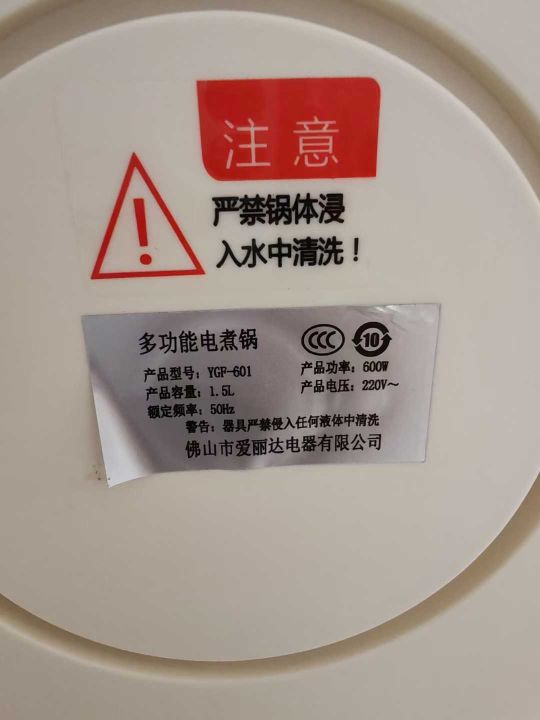 注意
严禁锅体浸
入水中清洗！
多功能电煮锅
CCC 10
产品型号：YGF-601 产品功率：600W
产品容量：1.5L 产品电压：220V～
额定频率：50Hz
警告：器具严禁侵入任何液体中清洗
佛山市爱丽达电器有限公司